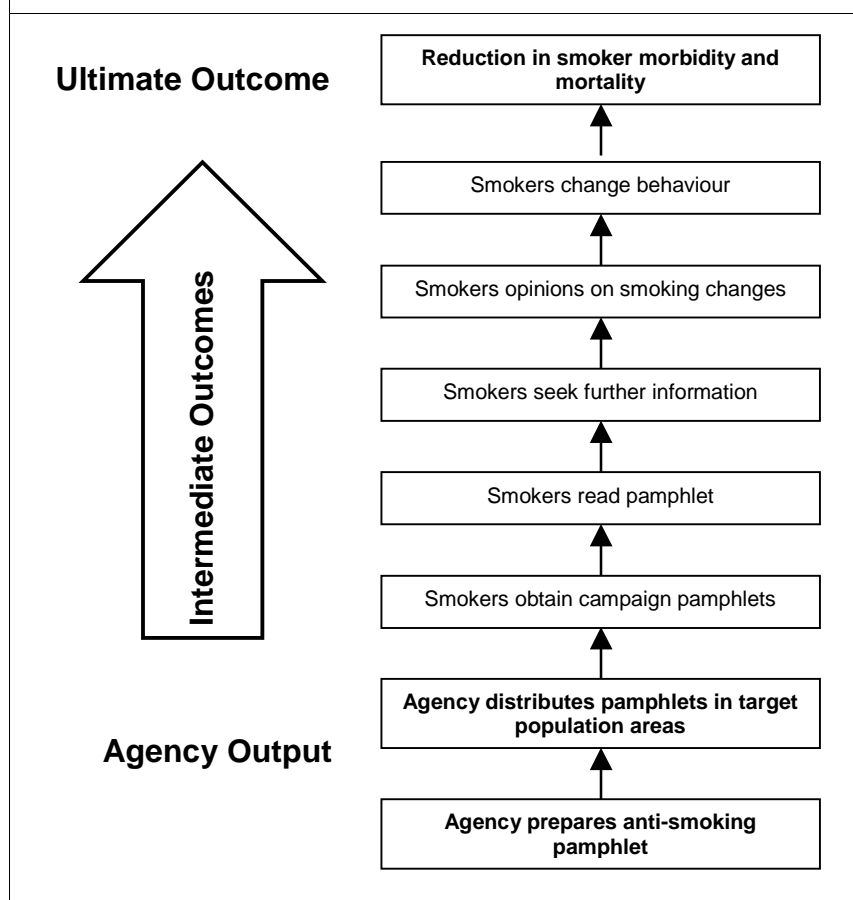 Ultimate Outcome
Reduction in smoker morbidity and
mortality
Smokers change behaviour
Smokers opinions on smoking changes
Smokers seek further information
Smokers read pamphlet
Smokers obtain campaign pamphlets
Intermediate Outcomes
Agency distributes pamphlets in target
population areas
Agency Output
Agency prepares anti-smoking
pamphlet